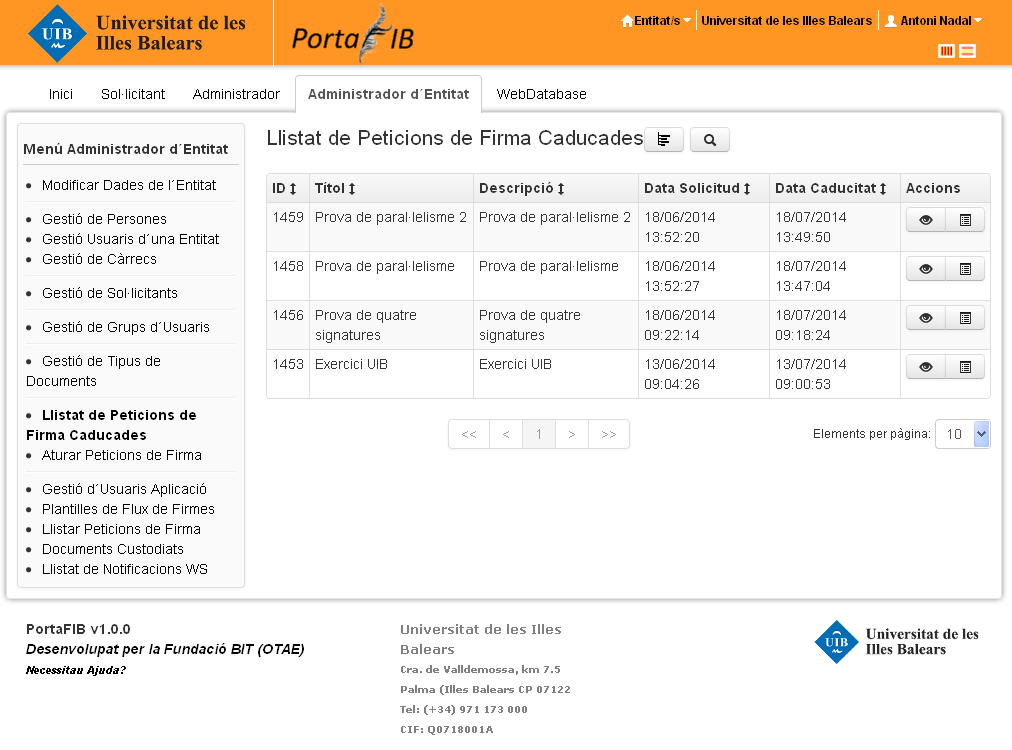 UIB
Universitat de les
Illes Balears
PortaFIB
Entitat/s
Universitat de les Illes Balears
Antoni Nadal
Inici
Sol·licitant
Administrador
Administrador d´Entitat
WebDatabase
Menú Administrador d´Entitat
Modificar Dades de l´Entitat
Gestió de Persones
Gestió Usuaris d´una Entitat
Gestió de Càrrecs
Gestió de Sol·licitants
Gestió de Grups d´Usuaris
Gestió de Tipus de
Documents
Llistat de Peticions de
Firma Caducades
Aturar Peticions de Firma
Gestió d´Usuaris Aplicació
Plantilles de Flux de Firmes
Llistar Peticions de Firma
Documents Custodiats
Llistat de Notificacions WS
Llistat de Peticions de Firma Caducades
ID Títol Descripció Data Solicitud Data Caducitat Accions
1459 Prova de paral·lelisme 2 Prova de paral·lelisme 2 18/06/2014 18/07/2014
13:52:20 13:49:50
1458 Prova de paral·lelisme Prova de paral·lelisme 18/06/2014 18/07/2014
13:52:27 13:47:04
1456 Prova de quatre Prova de quatre 18/06/2014 18/07/2014
signatures signatures 09:22:14 09:18:24
1453 Exercici UIB Exercici UIB 13/06/2014 13/07/2014
09:04:26 09:00:53
<< < 1 > >>
Elements per pàgina: 10
PortaFIB v1.0.0
Desenvolupat per la Fundació BIT (OTAE)
Necessitau Ajuda?
Universitat de les Illes
Balears
Cra. de Valldemossa, km 7.5
Palma (Illes Balears CP 07122
Tel: (+34) 971 173 000
CIF: Q0718001A
UIB
Universitat de les
Illes Balears